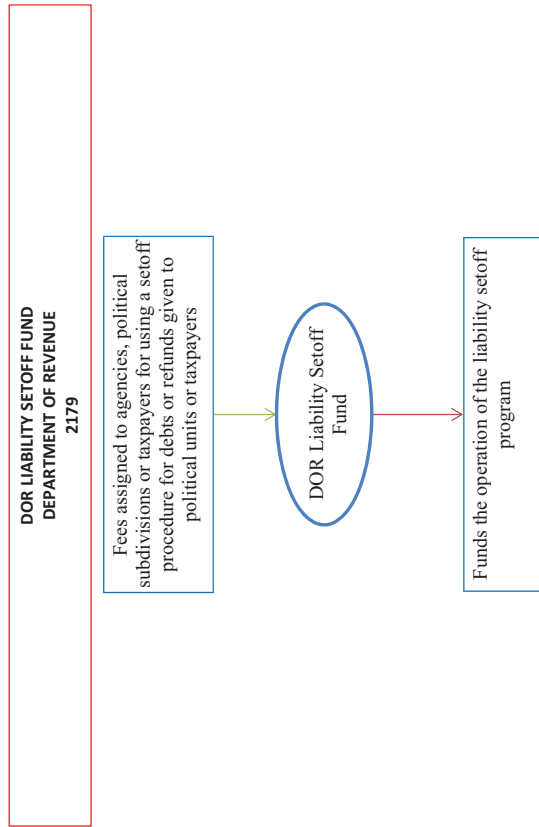 DOR LIABILITY SETOFF FUND
DEPARTMENT OF REVENUE
2179
Fees assigned to agencies, political
subdivisions or taxpayers for using a setoff
procedure for debts or refunds given to
political units or taxpayers
DOR Liability Setoff
Fund
Funds the operation of the liability setoff
program